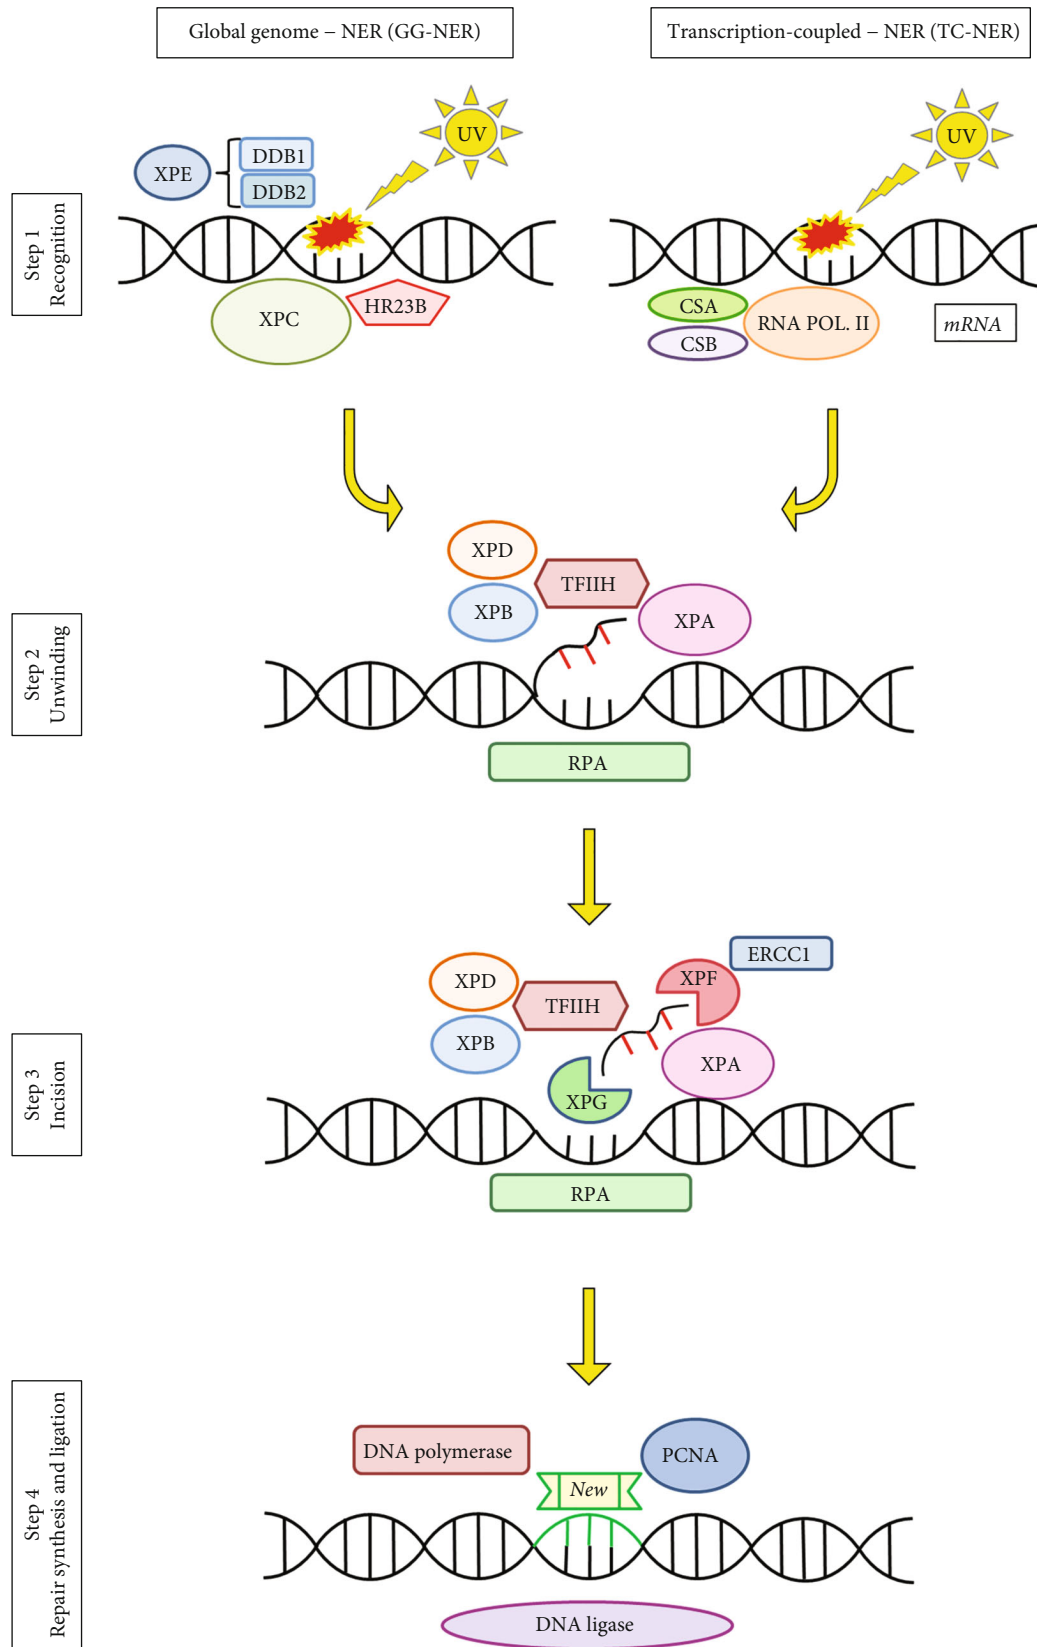 Global genome – NER (GG-NER)
Transcription-coupled – NER (TC-NER)
Step 1
Recognition
XPE
DDB1
DDB2
UV
XPC
HR23B
UV
CSA
CSB
RNA POL. II
mRNA
Step 2
Unwinding
XPD
XPB
TFIIH
XPA
RPA
Step 3
Incision
XPD
XPB
TFIIH
XPF
ERCC1
XPA
XPG
RPA
Step 4
Repair synthesis and ligation
DNA polymerase
New
PCNA
DNA ligase